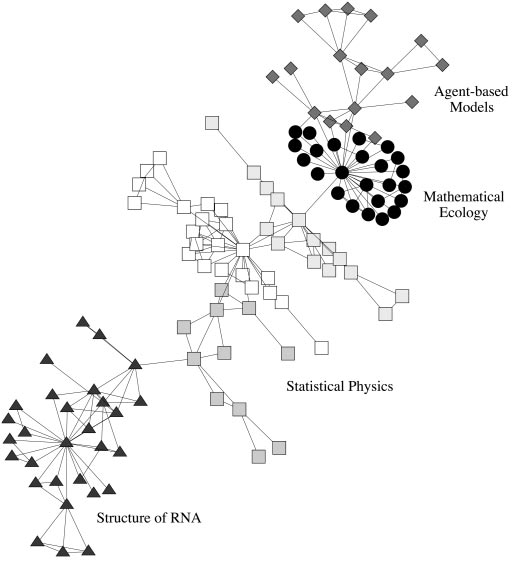 Agent-based
Models
Mathematical
Ecology
Statistical Physics
Structure of RNA